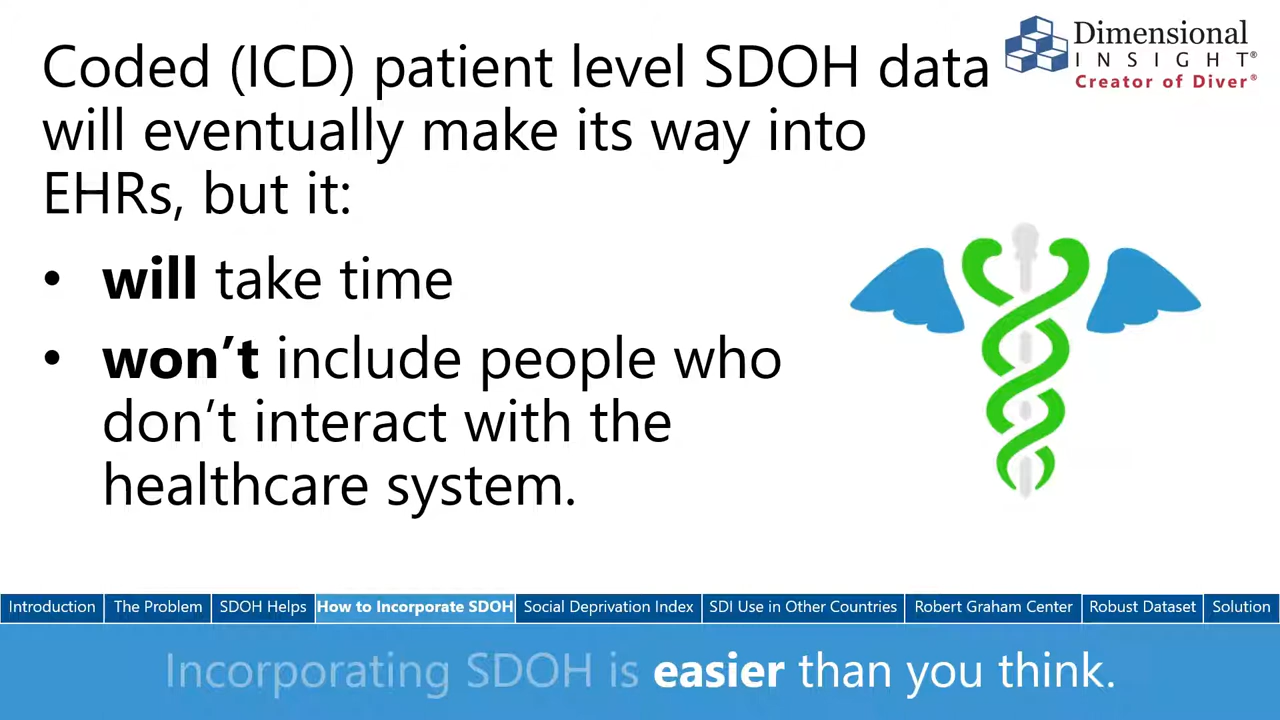 Coded (ICD) patient level SDOH data
will eventually make its way into
EHRs, but it:
• will take time
• won’t include people who
don’t interact with the
healthcare system.
Dimensional
INSIGHT®
Creator of Diver®
Introduction
The Problem
SDOH Helps
How to Incorporate SDOH
Social Deprivation Index
SDI Use in Other Countries
Robert Graham Center
Robust Dataset
Solution
Incorporating SDOH is easier than you think.